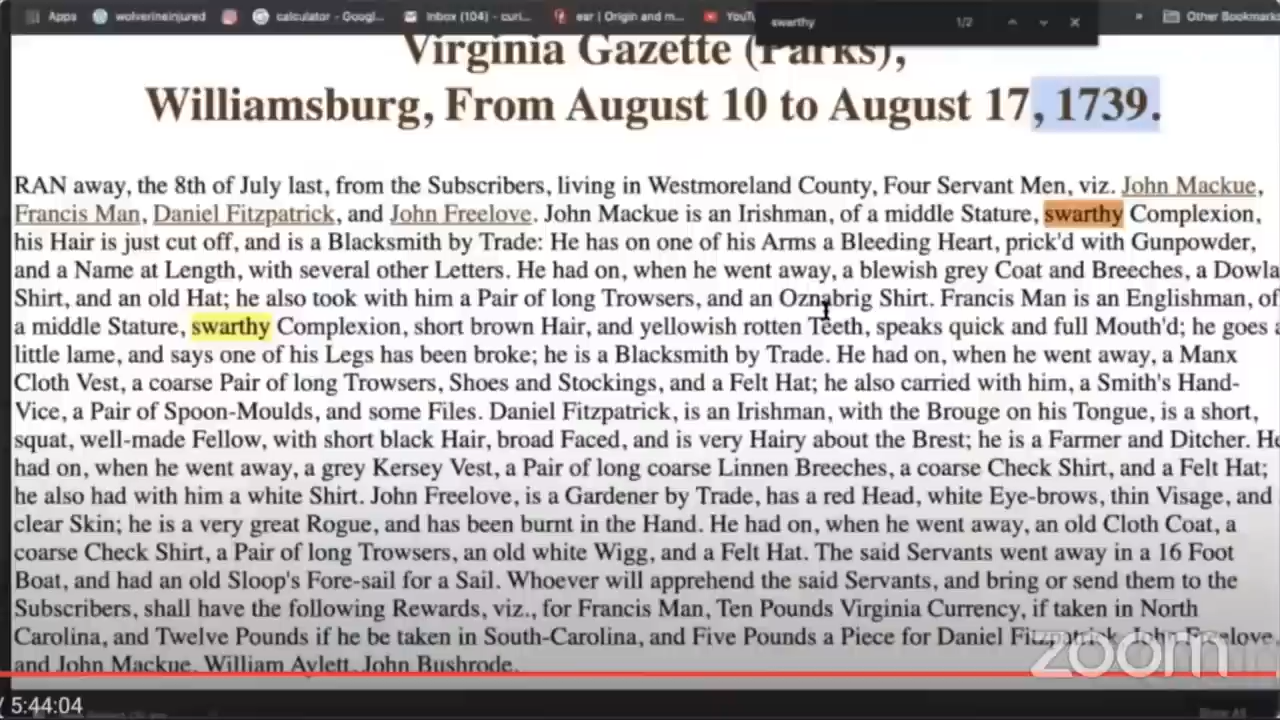 Apps wolverineinjured calculator - Googl... Inbox (104) - curi... ear | Origin and m... YouTu swarthy 1/2 » Other Bookmark
Virginia Gazette (Parks),
Williamsburg, From August 10 to August 17, 1739.
RAN away, the 8th of July last, from the Subscribers, living in Westmoreland County, Four Servant Men, viz. John Mackue,
Francis Man, Daniel Fitzpatrick, and John Freelove. John Mackue is an Irishman, of a middle Stature, swarthy Complexion,
his Hair is just cut off, and is a Blacksmith by Trade: He has on one of his Arms a Bleeding Heart, prick'd with Gunpowder,
and a Name at Length, with several other Letters. He had on, when he went away, a blewish grey Coat and Breeches, a Dowla
Shirt, and an old Hat; he also took with him a Pair of long Trowsers, and an Oznabrig Shirt. Francis Man is an Englishman, of
a middle Stature, swarthy Complexion, short brown Hair, and yellowish rotten Teeth, speaks quick and full Mouth'd; he goes a
little lame, and says one of his Legs has been broke; he is a Blacksmith by Trade. He had on, when he went away, a Manx
Cloth Vest, a coarse Pair of long Trowsers, Shoes and Stockings, and a Felt Hat; he also carried with him, a Smith's Hand-
Vice, a Pair of Spoon-Moulds, and some Files. Daniel Fitzpatrick, is an Irishman, with the Brouge on his Tongue, is a short,
squat, well-made Fellow, with short black Hair, broad Faced, and is very Hairy about the Brest; he is a Farmer and Ditcher. He
had on, when he went away, a grey Kersey Vest, a Pair of long coarse Linnen Breeches, a coarse Check Shirt, and a Felt Hat;
he also had with him a white Shirt. John Freelove, is a Gardener by Trade, has a red Head, white Eye-brows, thin Visage, and
clear Skin; he is a very great Rogue, and has been burnt in the Hand. He had on, when he went away, an old Cloth Coat, a
coarse Check Shirt, a Pair of long Trowsers, an old white Wigg, and a Felt Hat. The said Servants went away in a 16 Foot
Boat, and had an old Sloop's Fore-sail for a Sail. Whoever will apprehend the said Servants, and bring or send them to the
Subscribers, shall have the following Rewards, viz., for Francis Man, Ten Pounds Virginia Currency, if taken in North
Carolina, and Twelve Pounds if he be taken in South-Carolina, and Five Pounds a Piece for Daniel Fitzpatrick, John Freelove
and John Mackue. William Aylett, John Bushrode.
zoom
/ 5:44:04
Show All